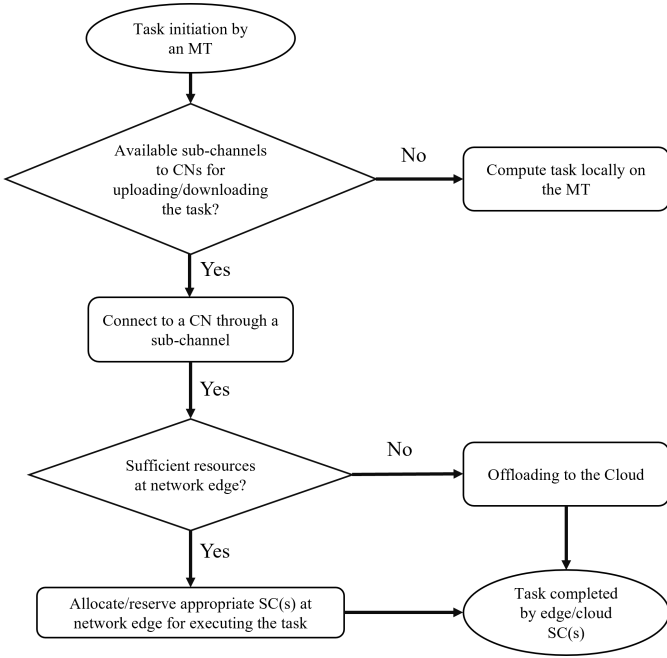 Task initiation by
an MT
Available sub-channels
to CNs for
uploading/downloading
the task?
No
Compute task locally on
the MT
Yes
Connect to a CN through a
sub-channel
Yes
Sufficient resources
at network edge?
No
Offloading to the Cloud
Yes
Allocate/reserve appropriate SC(s) at
network edge for executing the task
Task completed
by edge/cloud
SC(s)